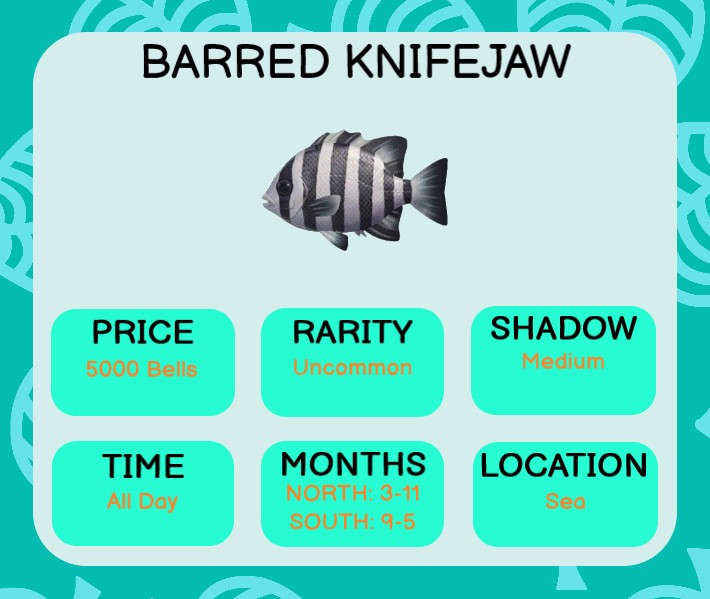 BARRED KNIFEJAW
PRICE
5000 Bells
RARITY
Uncommon
SHADOW
Medium
TIME
All Day
MONTHS
NORTH: 3-11
SOUTH: 9-5
LOCATION
Sea